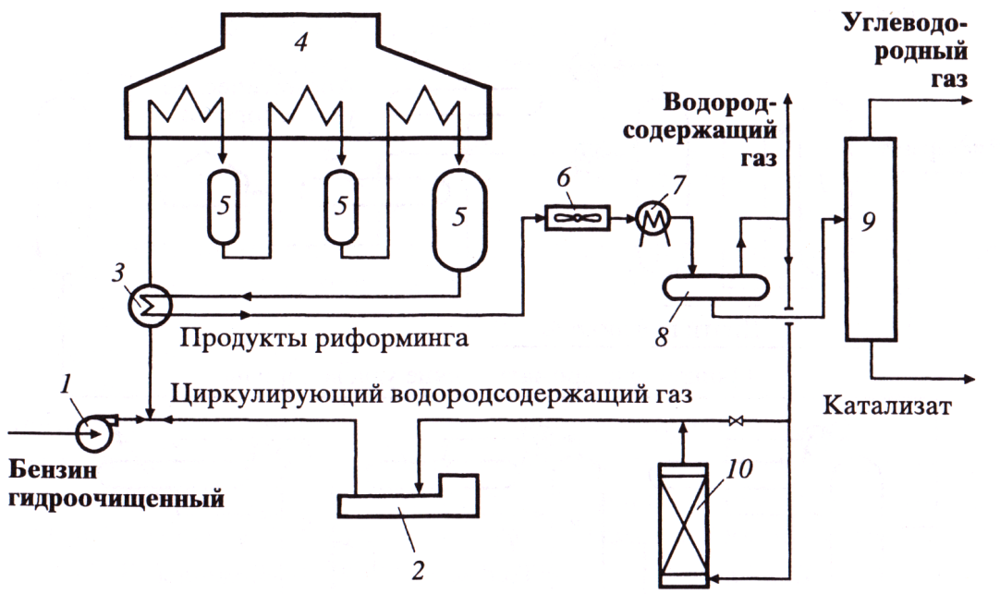 4
Углеводо-
родный
газ
Водород-
содержащий
газ
5
5
5
6
7
9
3
8
Продукты риформинга
1
Циркулирующий водородсодержащий газ
Катализат
Бензин
гидроочищенный
10
2